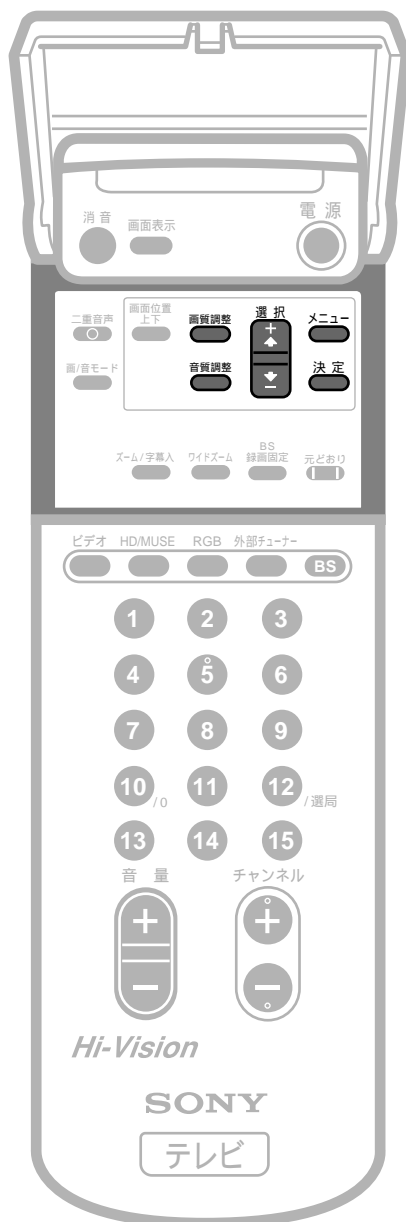 消音 画面表示 電源
二重音声 画面位置上下 画質調整 選択 メニュー
+
画/音モード 音質調整 − 決定
ズーム/字幕入 ワイドズーム BS録画固定 元どおり
ビデオ HD/MUSE RGB 外部チューナー BS
1 2 3
4 5 6
7 8 9
10/0 11 12/選局
13 14 15
音量 チャンネル
+ +
− −
Hi-Vision
SONY
テレビ